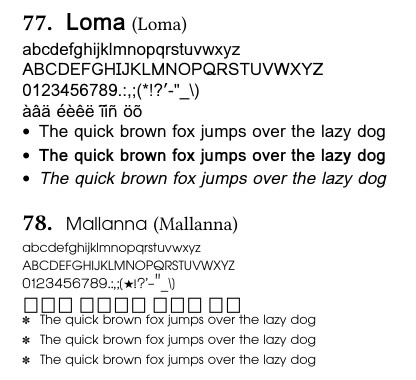 77. Loma (Loma)
abcdefghijklmnopqrstuvwxyz
ABCDEFGHIJKLMNOPQRSTUVWXYZ
0123456789.:,;(*!?'-"_\)
àâä éèêë ïîñ öõ
• The quick brown fox jumps over the lazy dog
• The quick brown fox jumps over the lazy dog
• The quick brown fox jumps over the lazy dog
78. Mallanna (Mallanna)
abcdefghijklmnopqrstuvwxyz
ABCDEFGHIJKLMNOPQRSTUVWXYZ
0123456789.:,;(★!?'-"_\)
□□□ □□□□ □□□ □□
* The quick brown fox jumps over the lazy dog
* The quick brown fox jumps over the lazy dog
* The quick brown fox jumps over the lazy dog